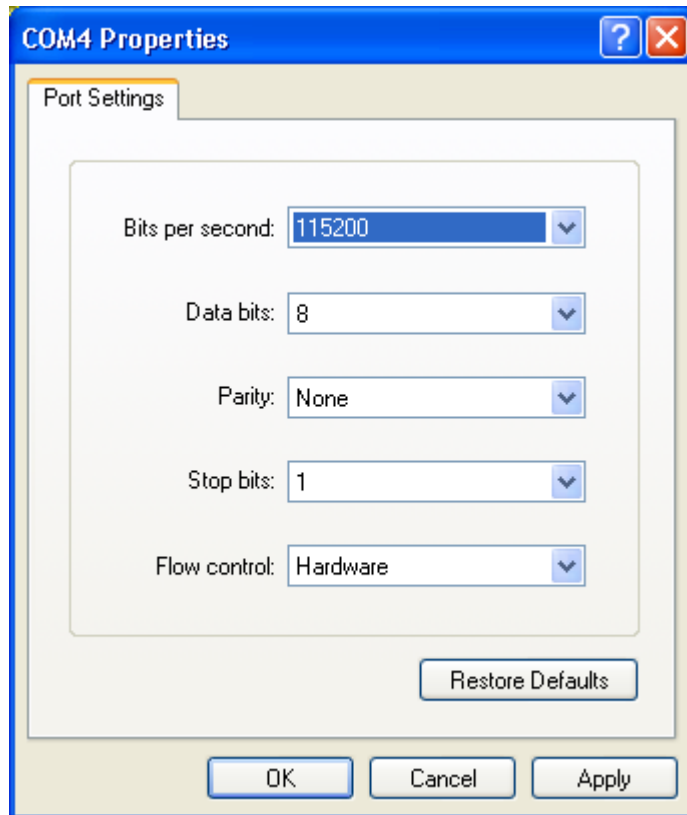 COM4 Properties
Port Settings
Bits per second: 115200
Data bits: 8
Parity: None
Stop bits: 1
Flow control: Hardware
Restore Defaults
OK Cancel Apply